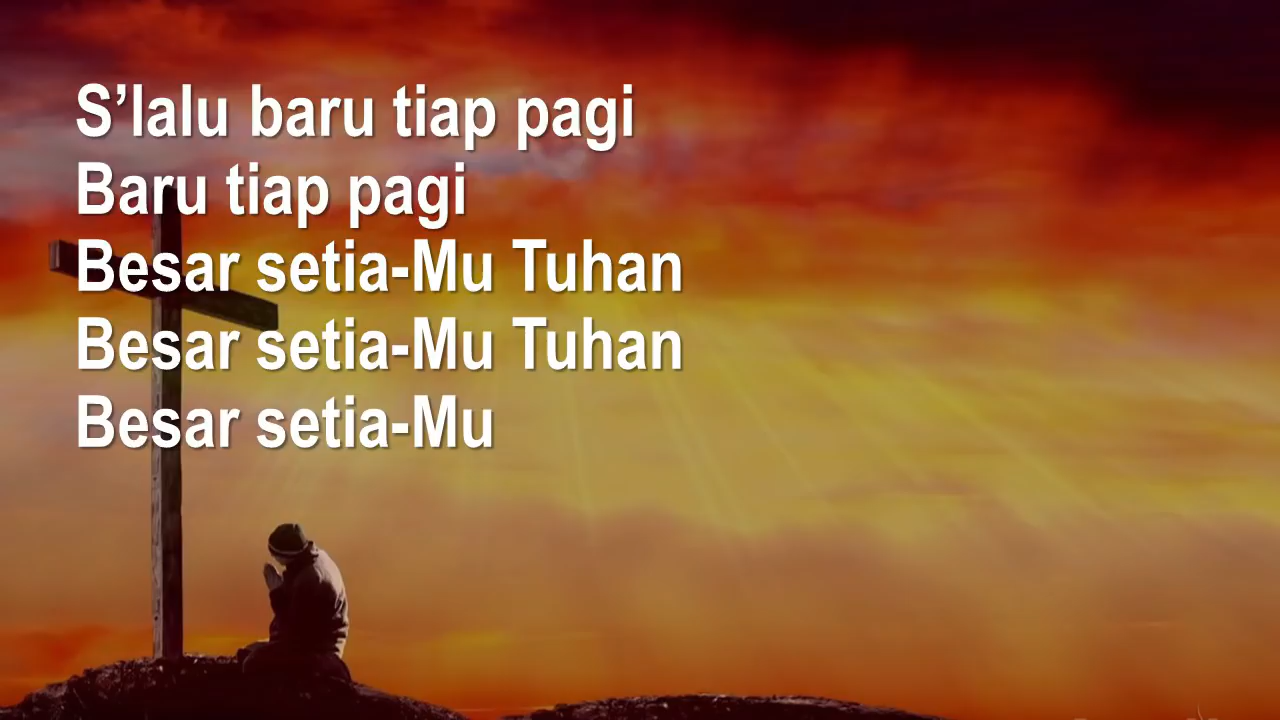 S’lalu baru tiap pagi
Baru tiap pagi
Besar setia-Mu Tuhan
Besar setia-Mu Tuhan
Besar setia-Mu